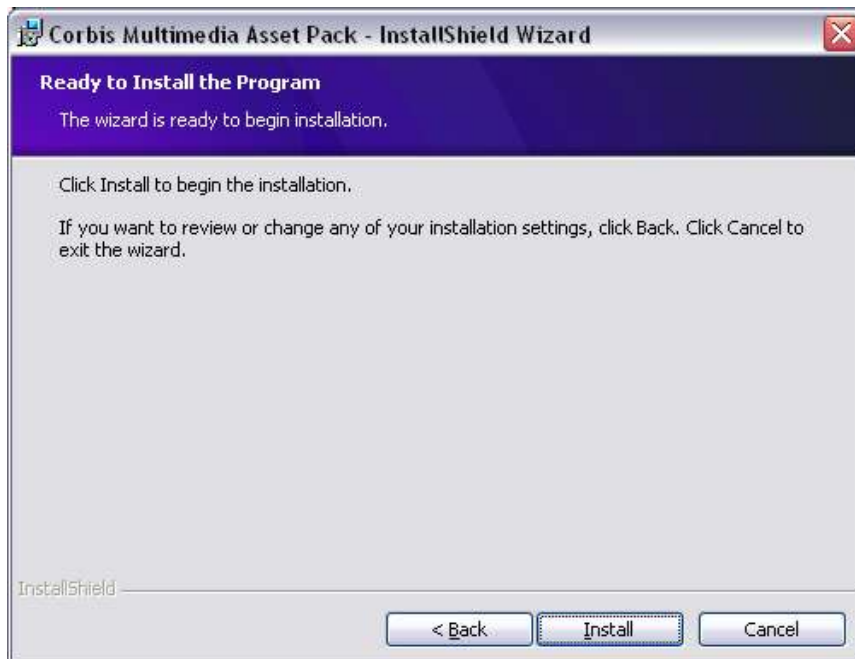 Corbis Multimedia Asset Pack - InstallShield Wizard
Ready to Install the Program
The wizard is ready to begin installation.
Click Install to begin the installation.
If you want to review or change any of your installation settings, click Back. Click Cancel to
exit the wizard.
InstallShield
< Back
Install
Cancel